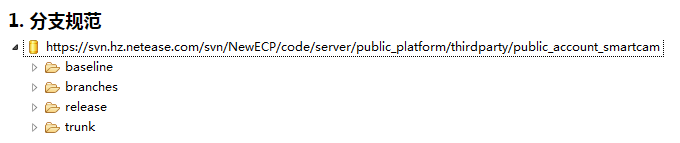 1. 分支规范
https://svn.hz.netease.com/svn/NewECP/code/server/public_platform/thirdparty/public_account_smartcam
baseline
branches
release
trunk